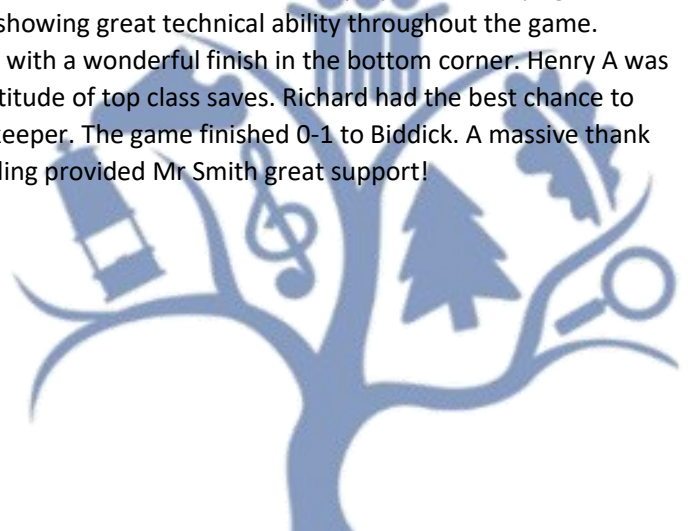 showing great technical ability throughout the game.
with a wonderful finish in the bottom corner. Henry A was
titude of top class saves. Richard had the best chance to
keeper. The game finished 0-1 to Biddick. A massive thank
ling provided Mr Smith great support!